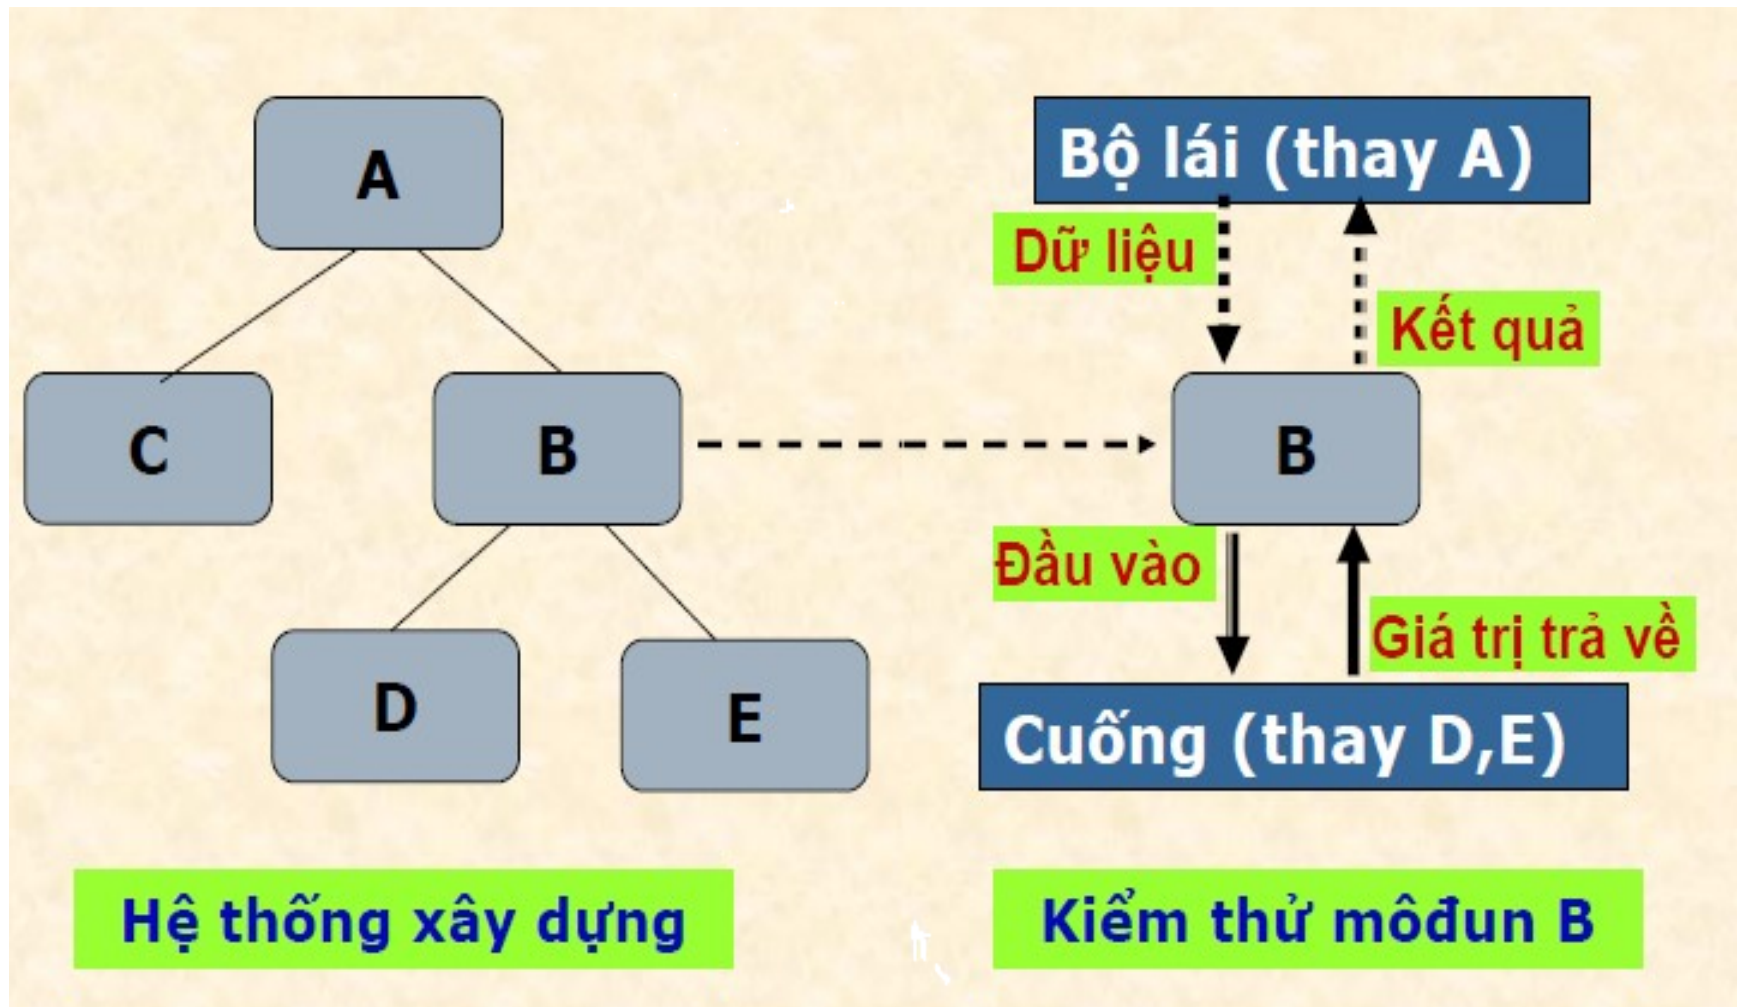 A
C
B
D
E
Hệ thống xây dựng
Bộ lái (thay A)
Dữ liệu
Kết quả
B
Đầu vào
Giá trị trả về
Cuống (thay D,E)
Kiểm thử môđun B